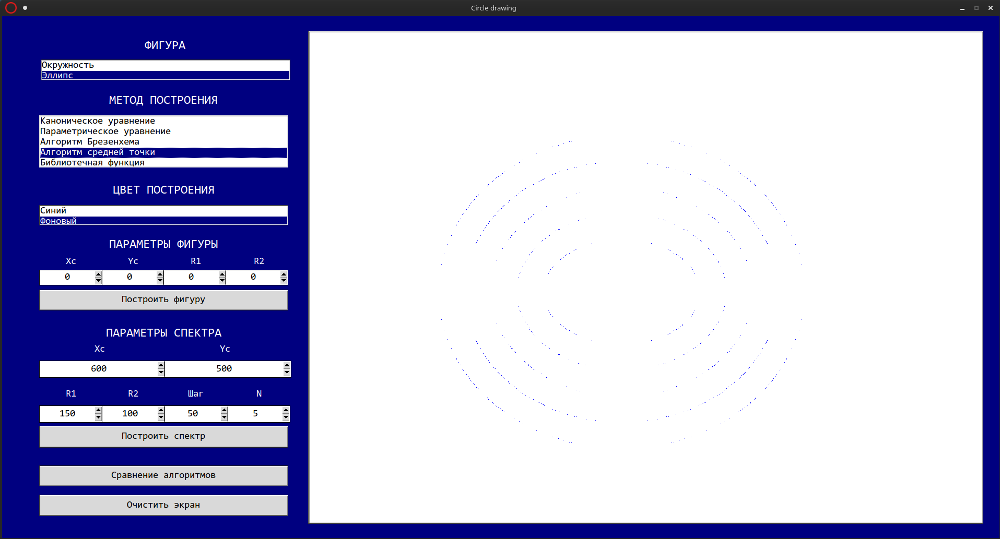 Circle drawing
ФИГУРА
Окружность
Эллипс
МЕТОД ПОСТРОЕНИЯ
Каноническое уравнение
Параметрическое уравнение
Алгоритм Брезенхема
Алгоритм средней точки
Библиотечная функция
ЦВЕТ ПОСТРОЕНИЯ
Синий
Фоновый
ПАРАМЕТРЫ ФИГУРЫ
Xc Yc R1 R2
0 0 0 0
Построить фигуру
ПАРАМЕТРЫ СПЕКТРА
Xc Yc
600 500
R1 R2 Шаг N
150 100 50 5
Построить спектр
Сравнение алгоритмов
Очистить экран